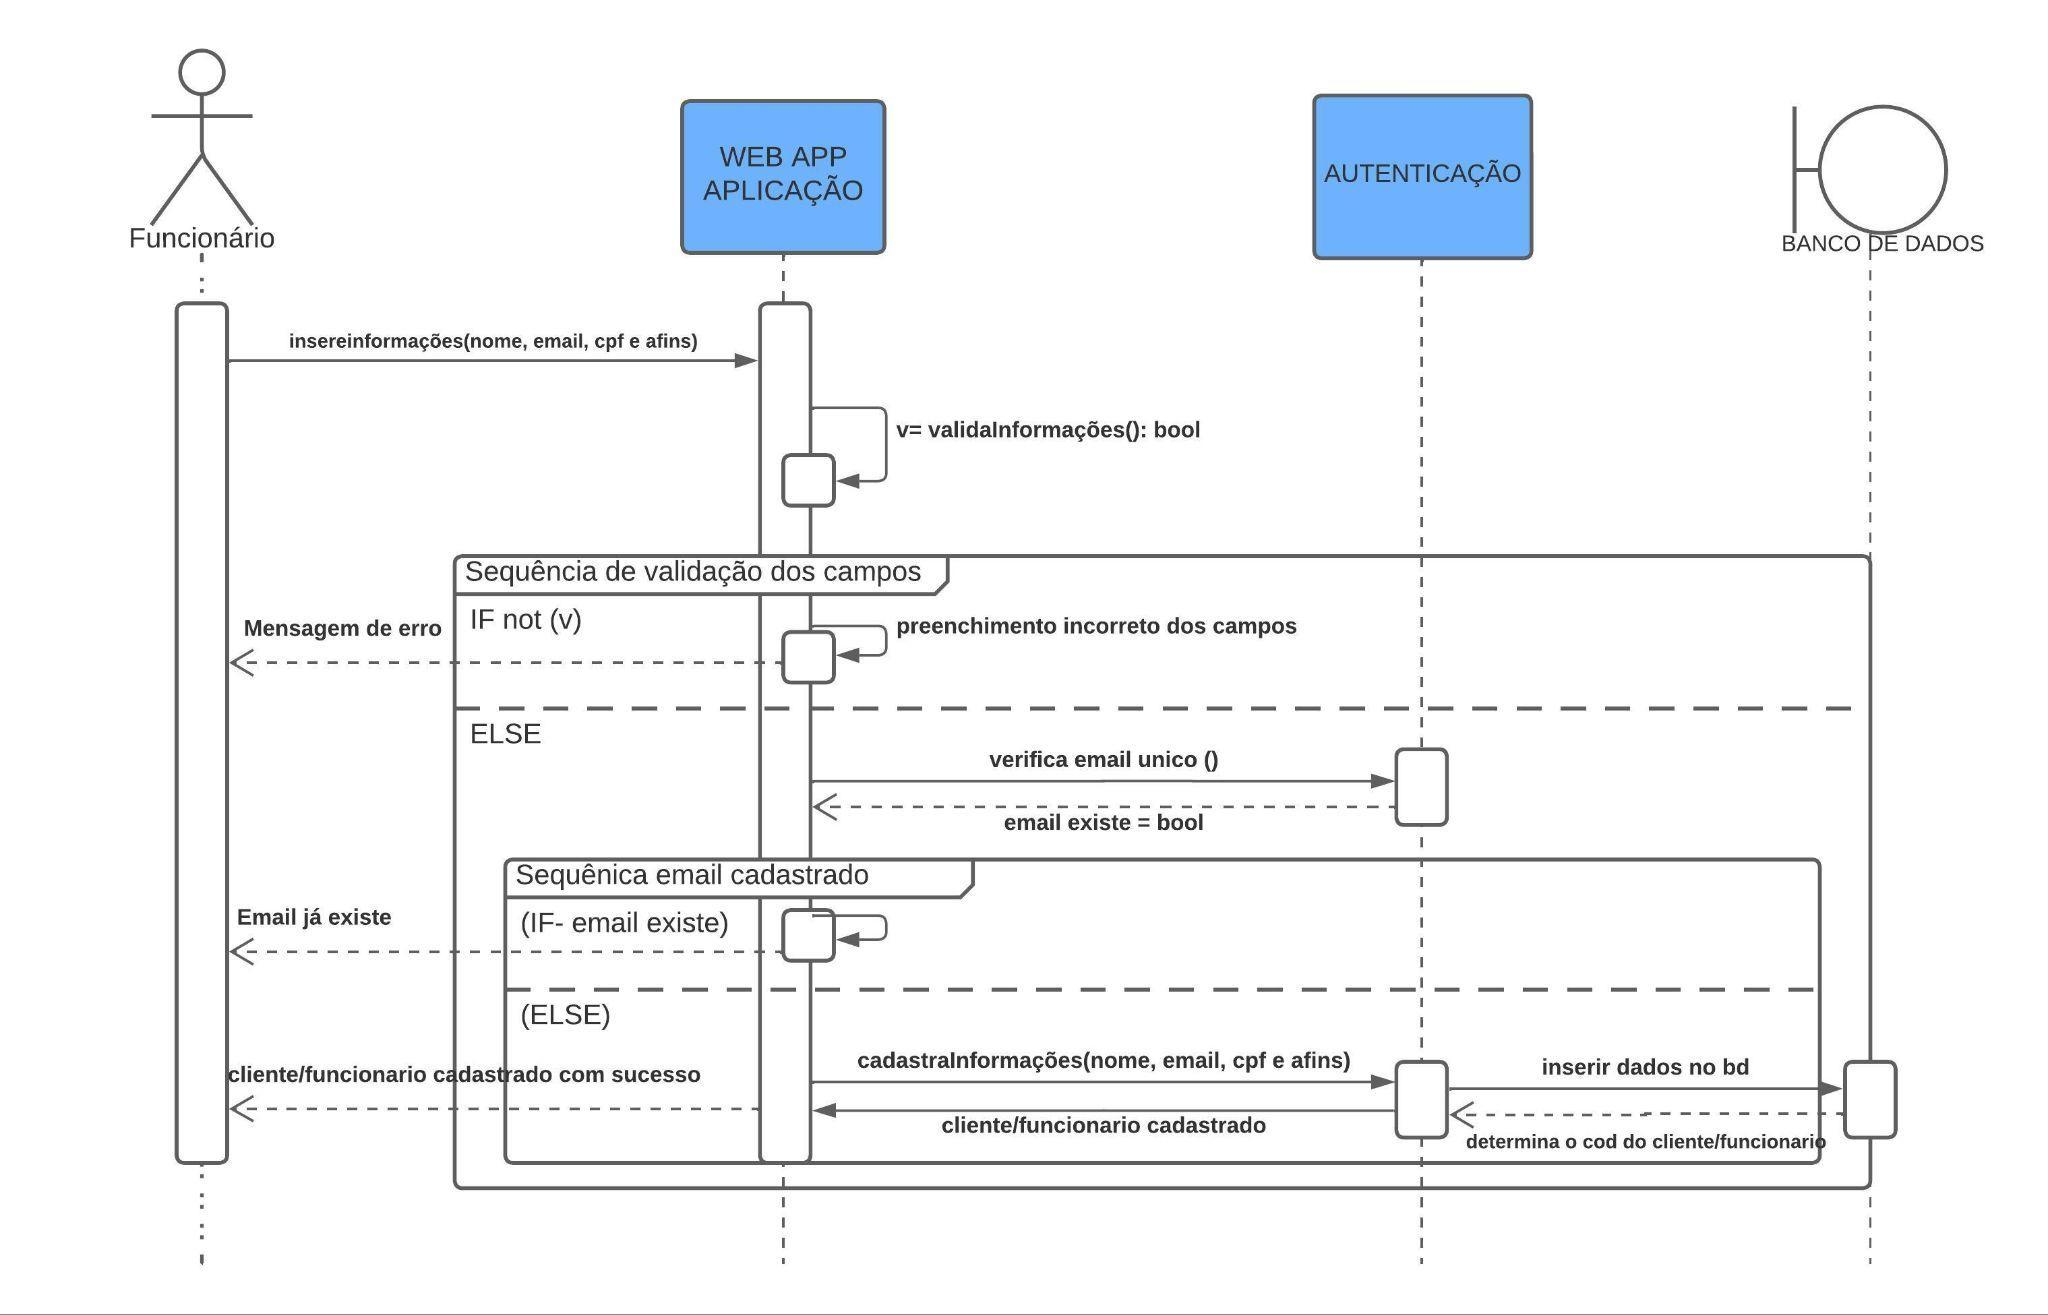 Funcionário
WEB APP
APLICAÇÃO
AUTENTICAÇÃO
BANCO DE DADOS
insereinformações(nome, email, cpf e afins)
v= validaInformações(): bool
Sequência de validação dos campos
IF not (v)
Mensagem de erro
preenchimento incorreto dos campos
ELSE
verifica email unico ()
email existe = bool
Sequênica email cadastrado
(IF- email existe)
Email já existe
(ELSE)
cadastraInformações(nome, email, cpf e afins)
inserir dados no bd
cliente/funcionario cadastrado com sucesso
cliente/funcionario cadastrado
determina o cod do cliente/funcionario